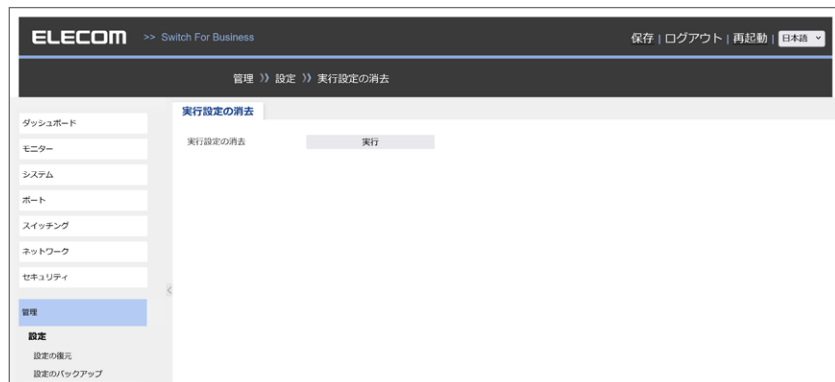 ELECOM >> Switch For Business 保存 | ログアウト | 再起動 | 日本語
管理 》 設定 》 実行設定の消去
実行設定の消去
ダッシュボード
実行設定の消去 実行
モニター
システム
ポート
スイッチング
ネットワーク
セキュリティ
管理
設定
設定の復元
設定のバックアップ